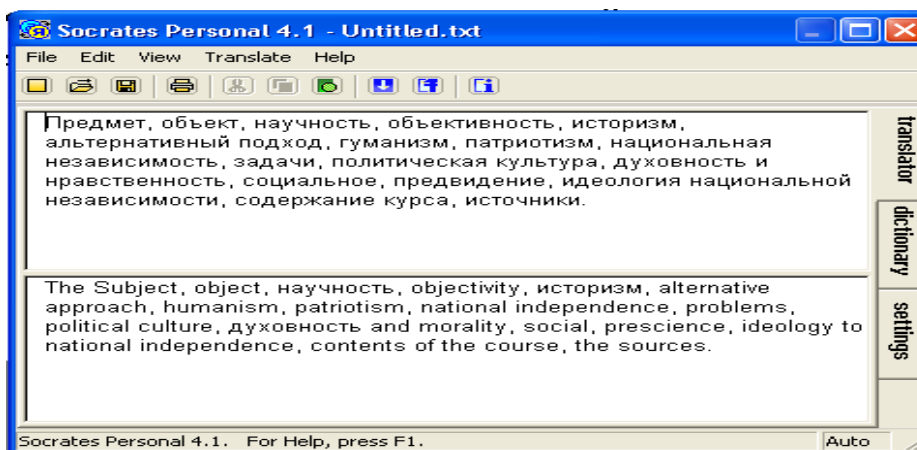 Socrates Personal 4.1 - Untitled.txt
File Edit View Translate Help
Предмет, объект, научность, объективность, историзм,
альтернативный подход, гуманизм, патриотизм, национальная
независимость, задачи, политическая культура, духовность и
нравственность, социальное, предвидение, идеология национальной
независимости, содержание курса, источники.
translator
dictionary
settings
The Subject, object, научность, objectivity, историзм, alternative
approach, humanism, patriotism, national independence, problems,
political culture, духовность and morality, social, prescience, ideology to
national independence, contents of the course, the sources.
Socrates Personal 4.1. For Help, press F1.
Auto